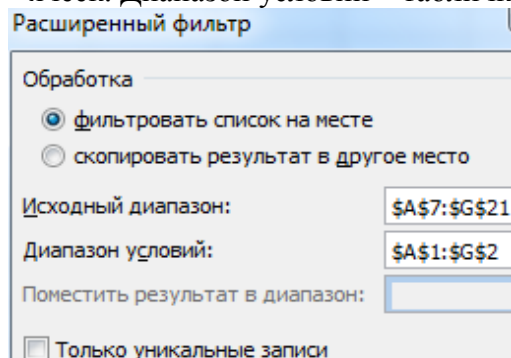 Расширенный фильтр
Обработка
фильтровать список на месте
скопировать результат в другое место
Исходный диапазон: $A$7:$G$21
Диапазон условий: $A$1:$G$2
Поместить результат в диапазон:
Только уникальные записи